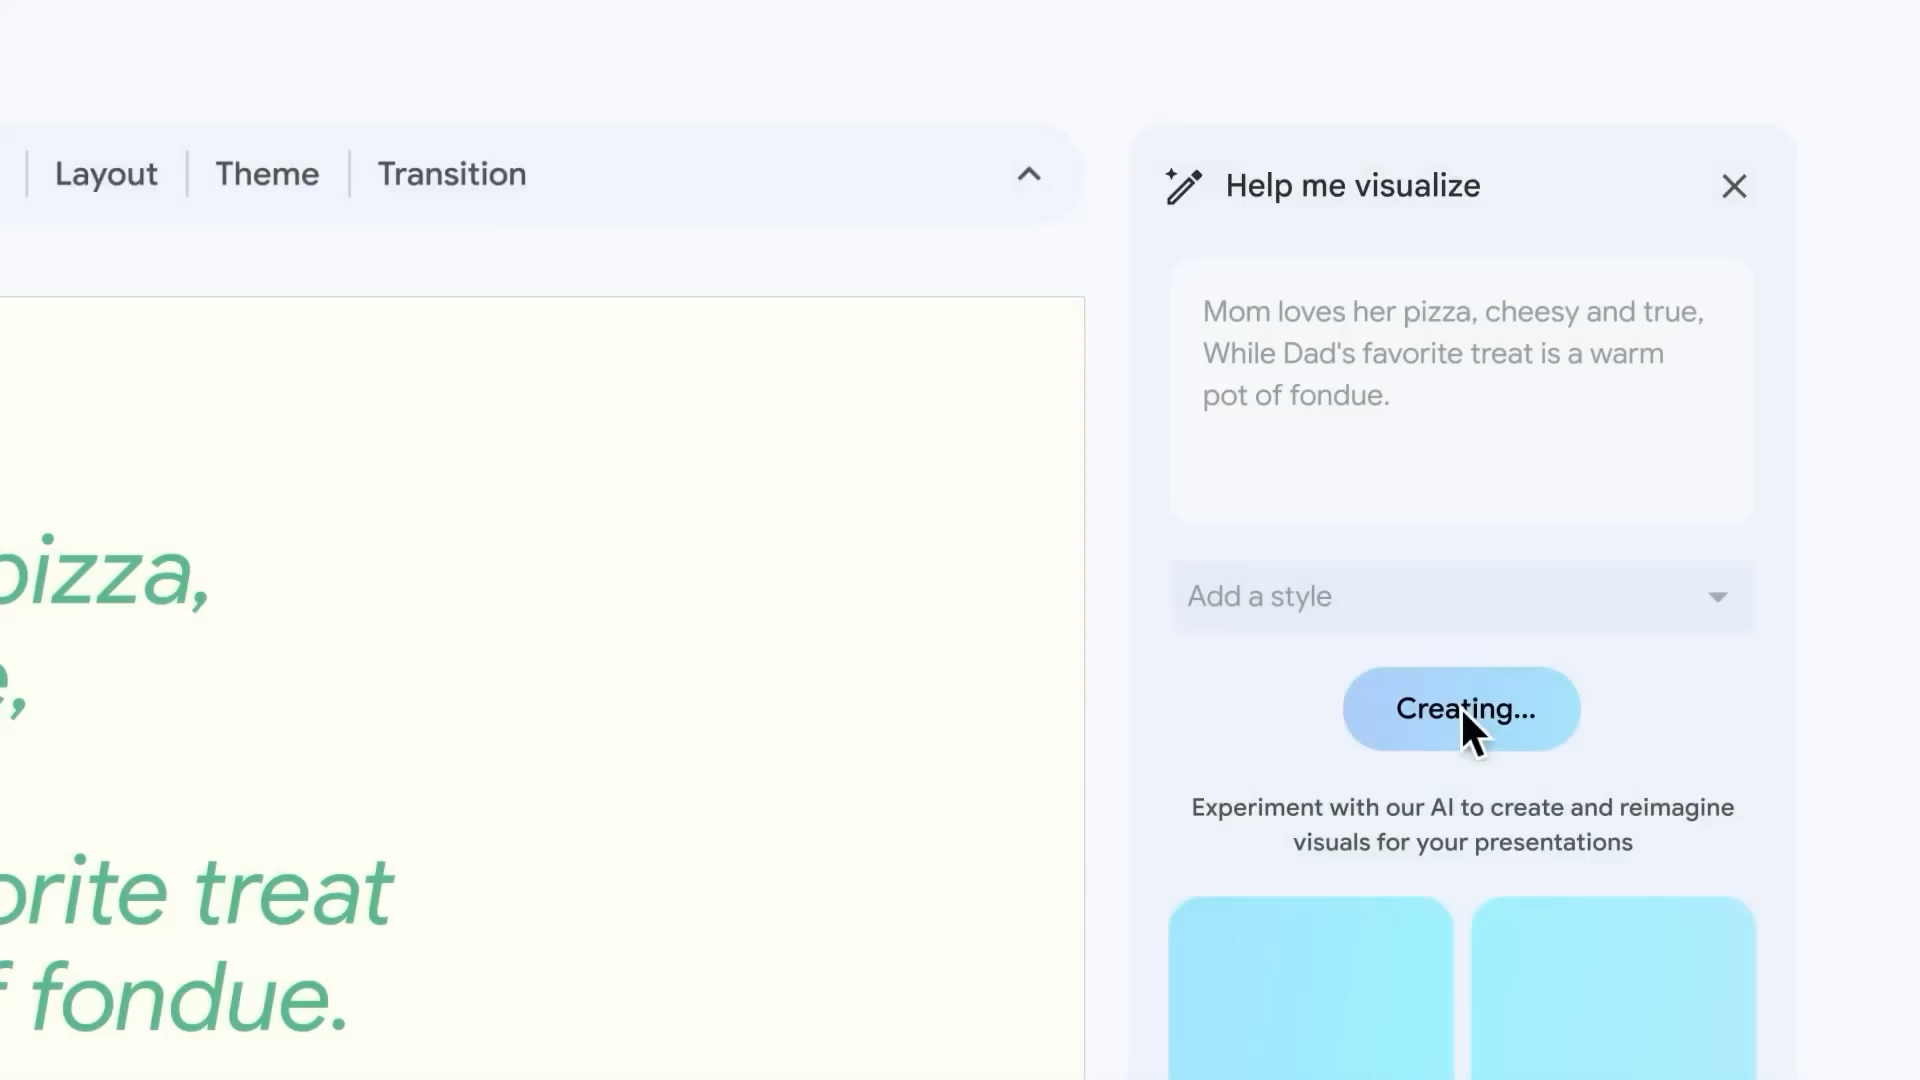 Layout
Theme
Transition
Help me visualize
Mom loves her pizza, cheesy and true,
While Dad's favorite treat is a warm
pot of fondue.
Add a style
Creating...
Experiment with our AI to create and reimagine
visuals for your presentations
pizza,
e,
orite treat
f fondue.